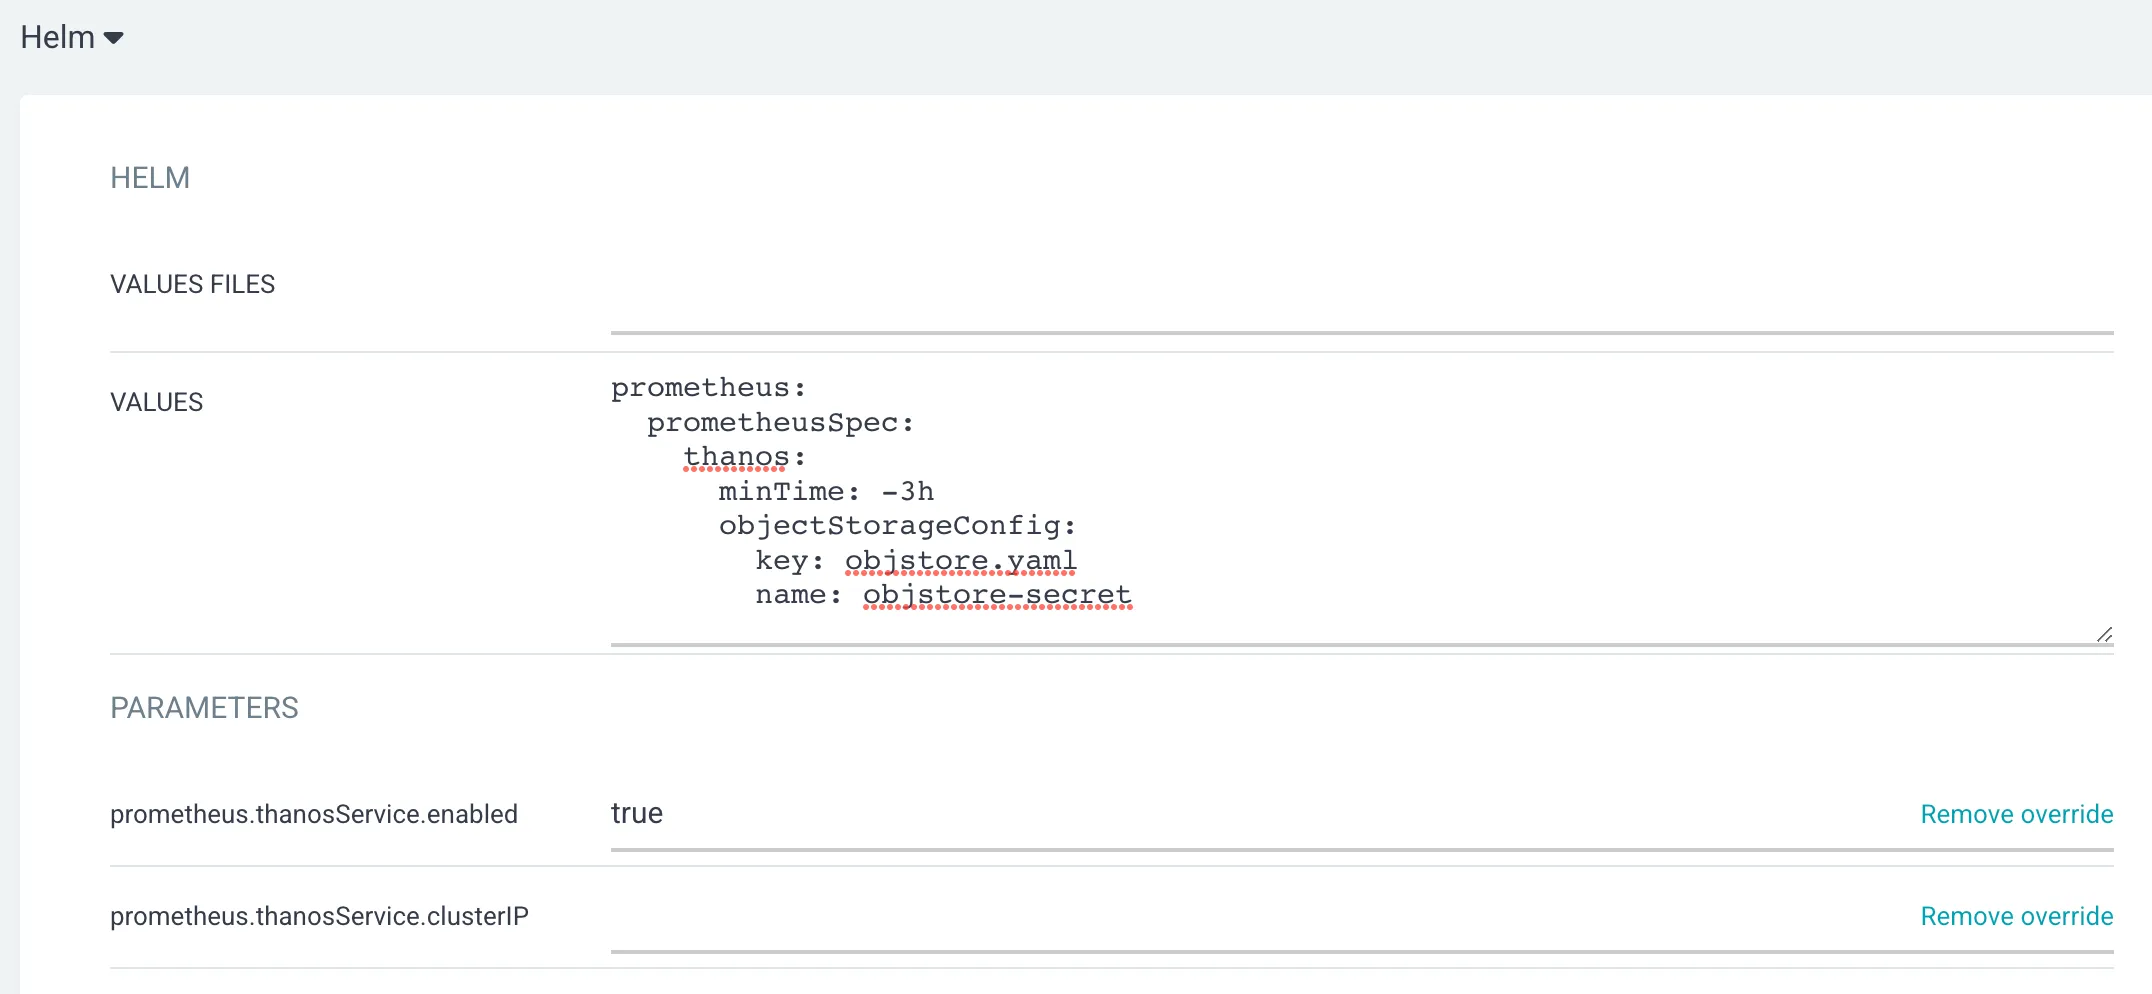 Helm
HELM
VALUES FILES
VALUES
prometheus:
  prometheusSpec:
    thanos:
      minTime: -3h
      objectStorageConfig:
        key: objstore.yaml
        name: objstore-secret
PARAMETERS
prometheus.thanosService.enabled true Remove override
prometheus.thanosService.clusterIP Remove override